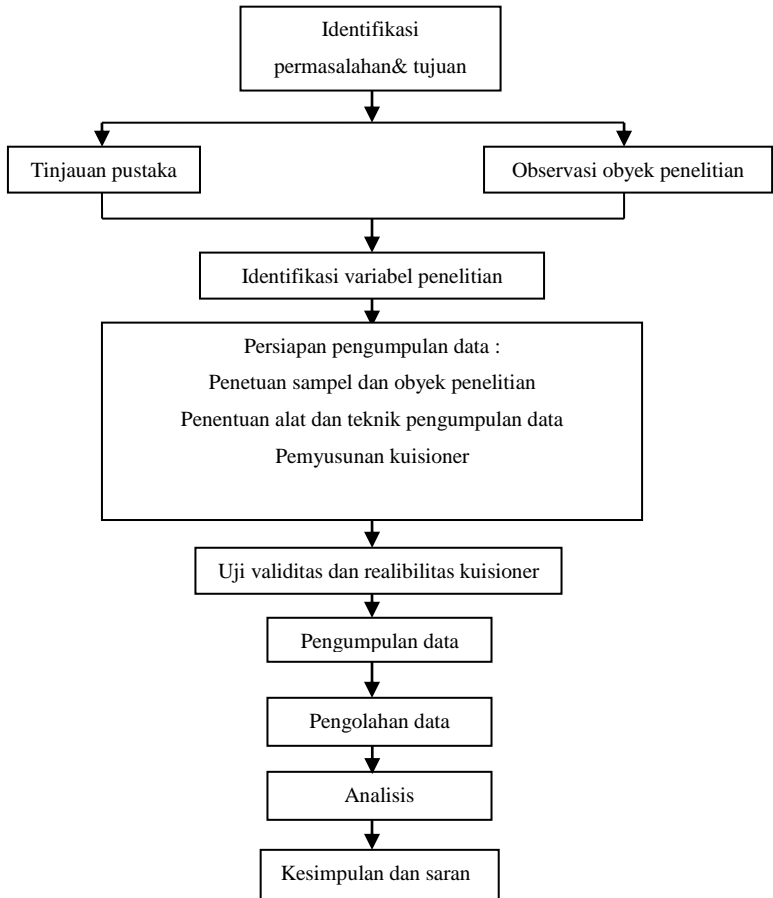 Identifikasi
permasalahan& tujuan
Tinjauan pustaka
Observasi obyek penelitian
Identifikasi variabel penelitian
Persiapan pengumpulan data :
Penetuan sampel dan obyek penelitian
Penentuan alat dan teknik pengumpulan data
Pemyusunan kuisioner
Uji validitas dan realibilitas kuisioner
Pengumpulan data
Pengolahan data
Analisis
Kesimpulan dan saran